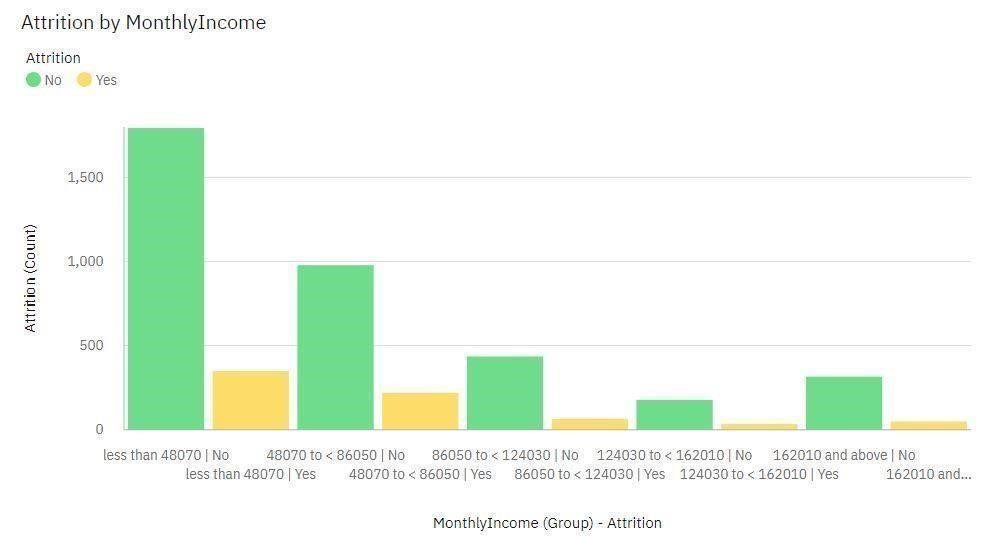 Attrition by MonthlyIncome
Attrition
No Yes
1,500
1,000
500
0
Attrition (Count)
less than 48070 | No 48070 to < 86050 | No 86050 to < 124030 | No 124030 to < 162010 | No 162010 and above | No
less than 48070 | Yes 48070 to < 86050 | Yes 86050 to < 124030 | Yes 124030 to < 162010 | Yes 162010 and...
MonthlyIncome (Group) - Attrition